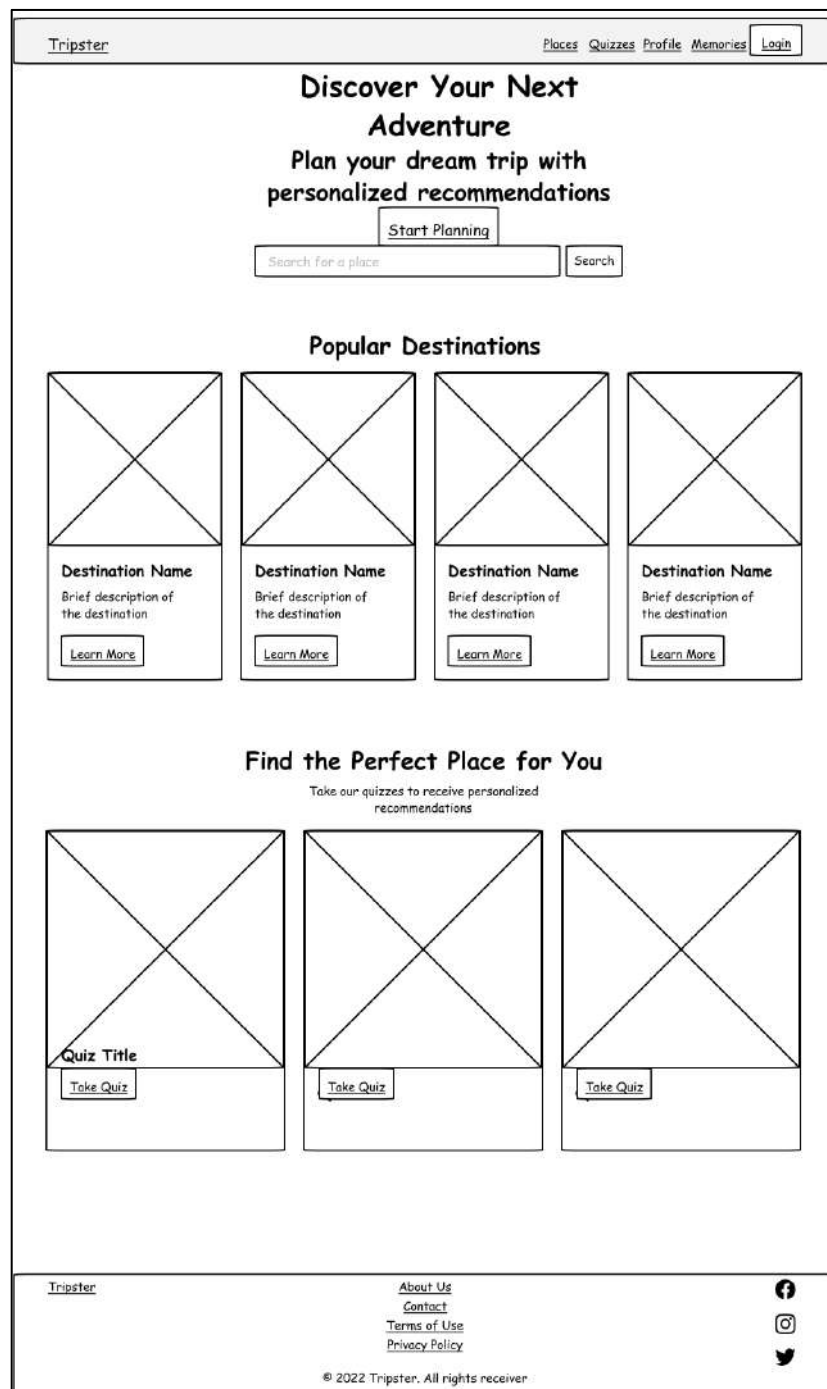 Tripster
Places Quizzes Profile Memories Login
Discover Your Next
Adventure
Plan your dream trip with
personalized recommendations
Start Planning
Search for a place Search
Popular Destinations
Destination Name Destination Name Destination Name Destination Name
Brief description of Brief description of Brief description of Brief description of
the destination the destination the destination the destination
Learn More Learn More Learn More Learn More
Find the Perfect Place for You
Take our quizzes to receive personalized
recommendations
Quiz Title
Take Quiz Take Quiz Take Quiz
Tripster
About Us
Contact
Terms of Use
Privacy Policy
© 2022 Tripster. All rights receiver